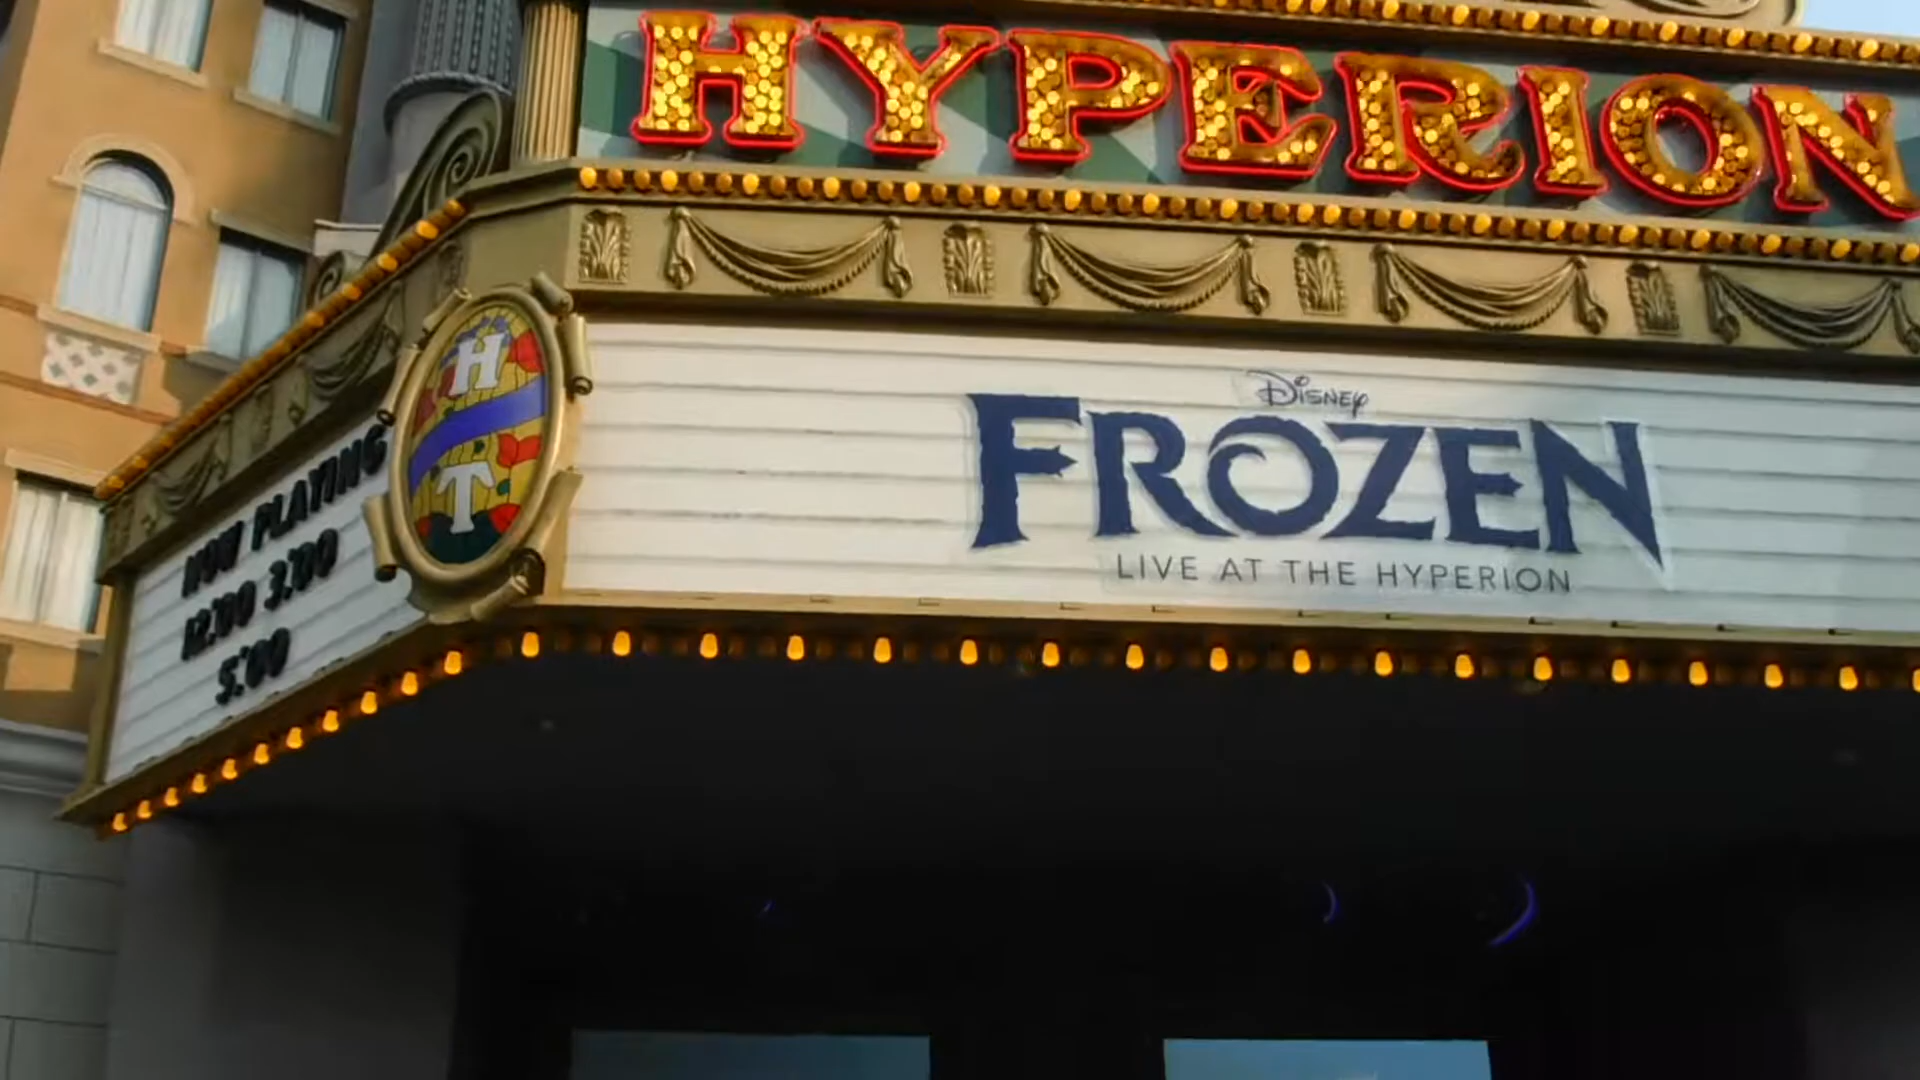 HYPERION
H
T
NOW PLAYING
12:00 3:00
5:00
Disney
FROZEN
LIVE AT THE HYPERION